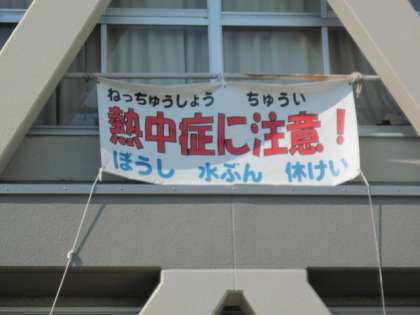 ねっちゅうしょう ちゅうい
熱中症に注意！
ぼうし 水ぶん 休けい